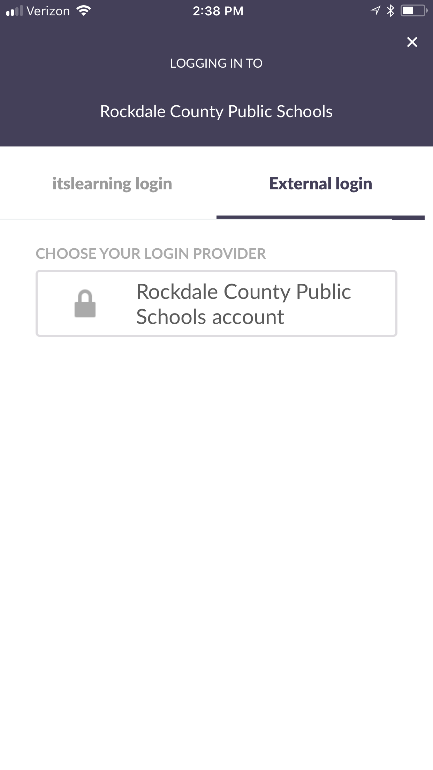 Verizon 2:38 PM
LOGGING IN TO
Rockdale County Public Schools
itslearning login External login
CHOOSE YOUR LOGIN PROVIDER
Rockdale County Public
Schools account